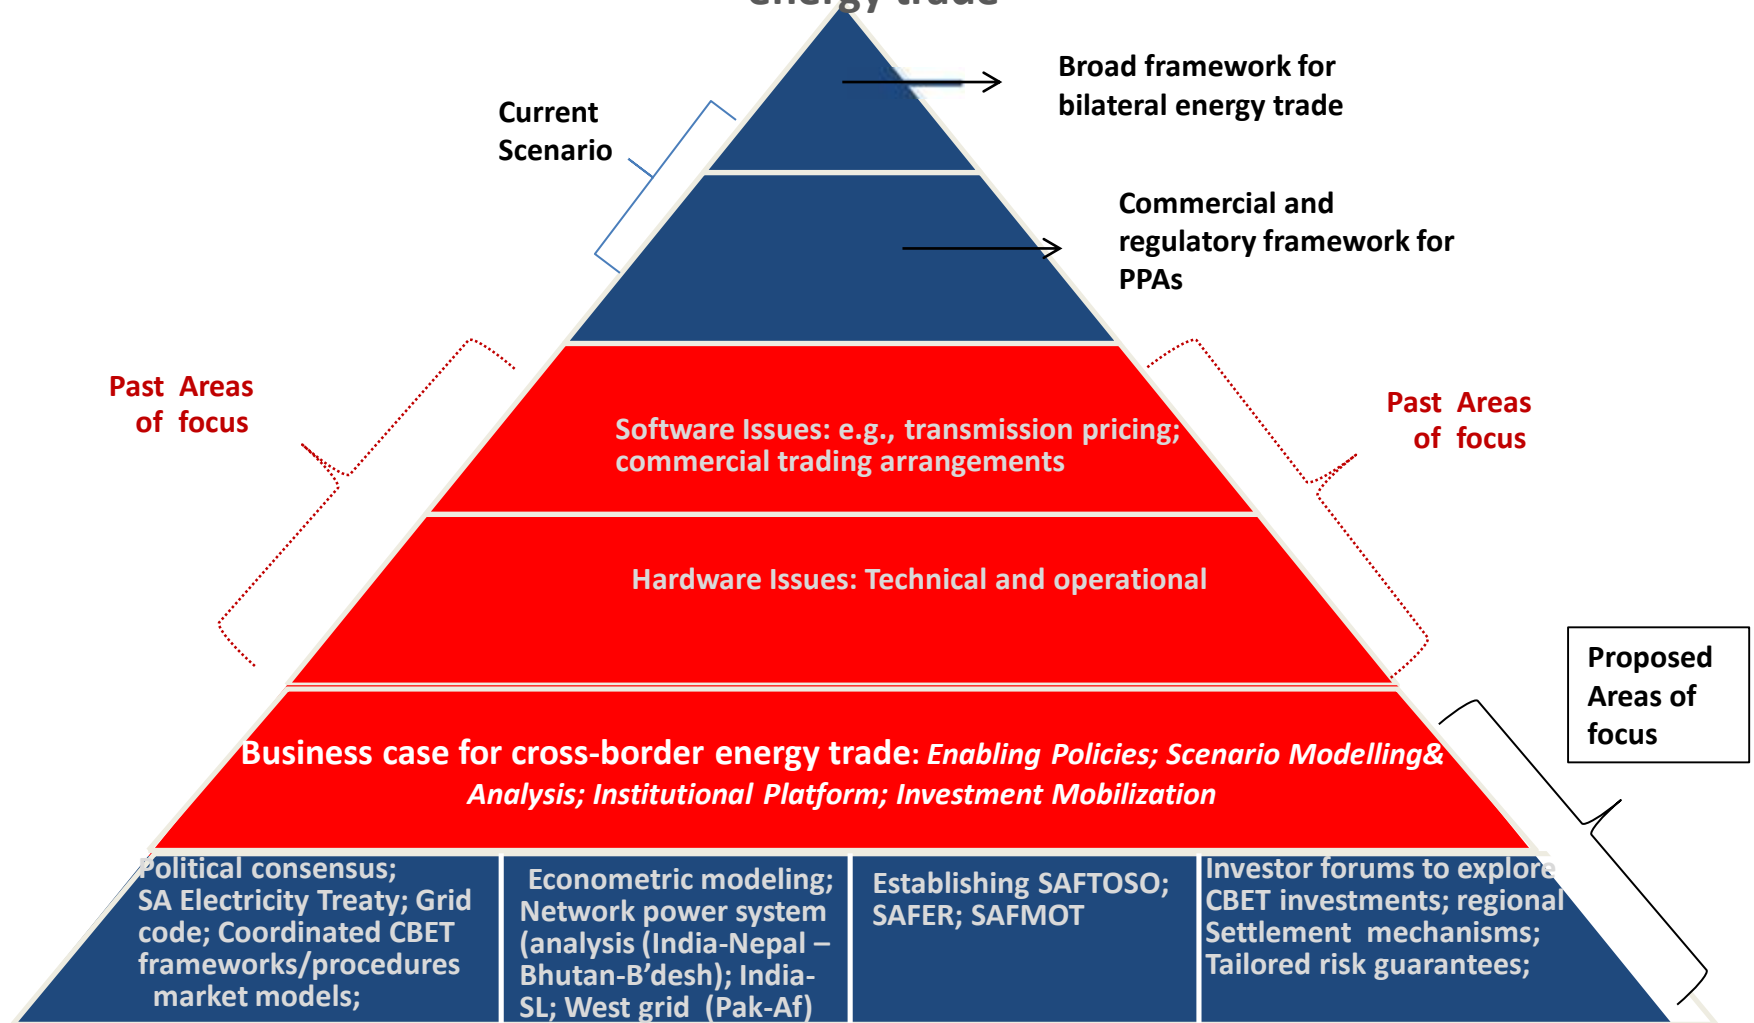 energy trade
Broad framework for
bilateral energy trade
Current
Scenario
Commercial and
regulatory framework for
PPAs
Past Areas
of focus
Past Areas
of focus
Software Issues: e.g., transmission pricing;
commercial trading arrangements
Hardware Issues: Technical and operational
Proposed
Areas of
focus
Business case for cross-border energy trade: Enabling Policies; Scenario Modelling&
Analysis; Institutional Platform; Investment Mobilization
Political consensus;
SA Electricity Treaty; Grid
code; Coordinated CBET
frameworks/procedures
market models;
Econometric modeling;
Network power system
(analysis (India-Nepal –
Bhutan-B’desh); India-
SL; West grid (Pak-Af)
Establishing SAFTOSO;
SAFER; SAFMOT
Investor forums to explore
CBET investments; regional
Settlement mechanisms;
Tailored risk guarantees;